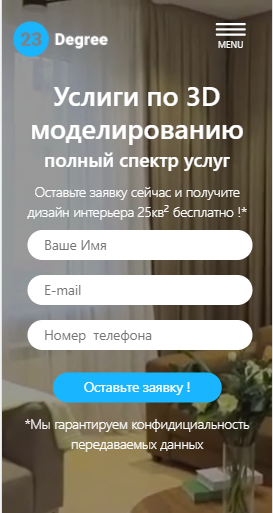 23 Degree
MENU
Услиги по 3D
моделированию
полный спектр услуг
Оставьте заявку сейчас и получите
дизайн интерьера 25кв² бесплатно !*
Ваше Имя
E-mail
Номер телефона
Оставьте заявку !
*Мы гарантируем конфидициальность
передаваемых данных